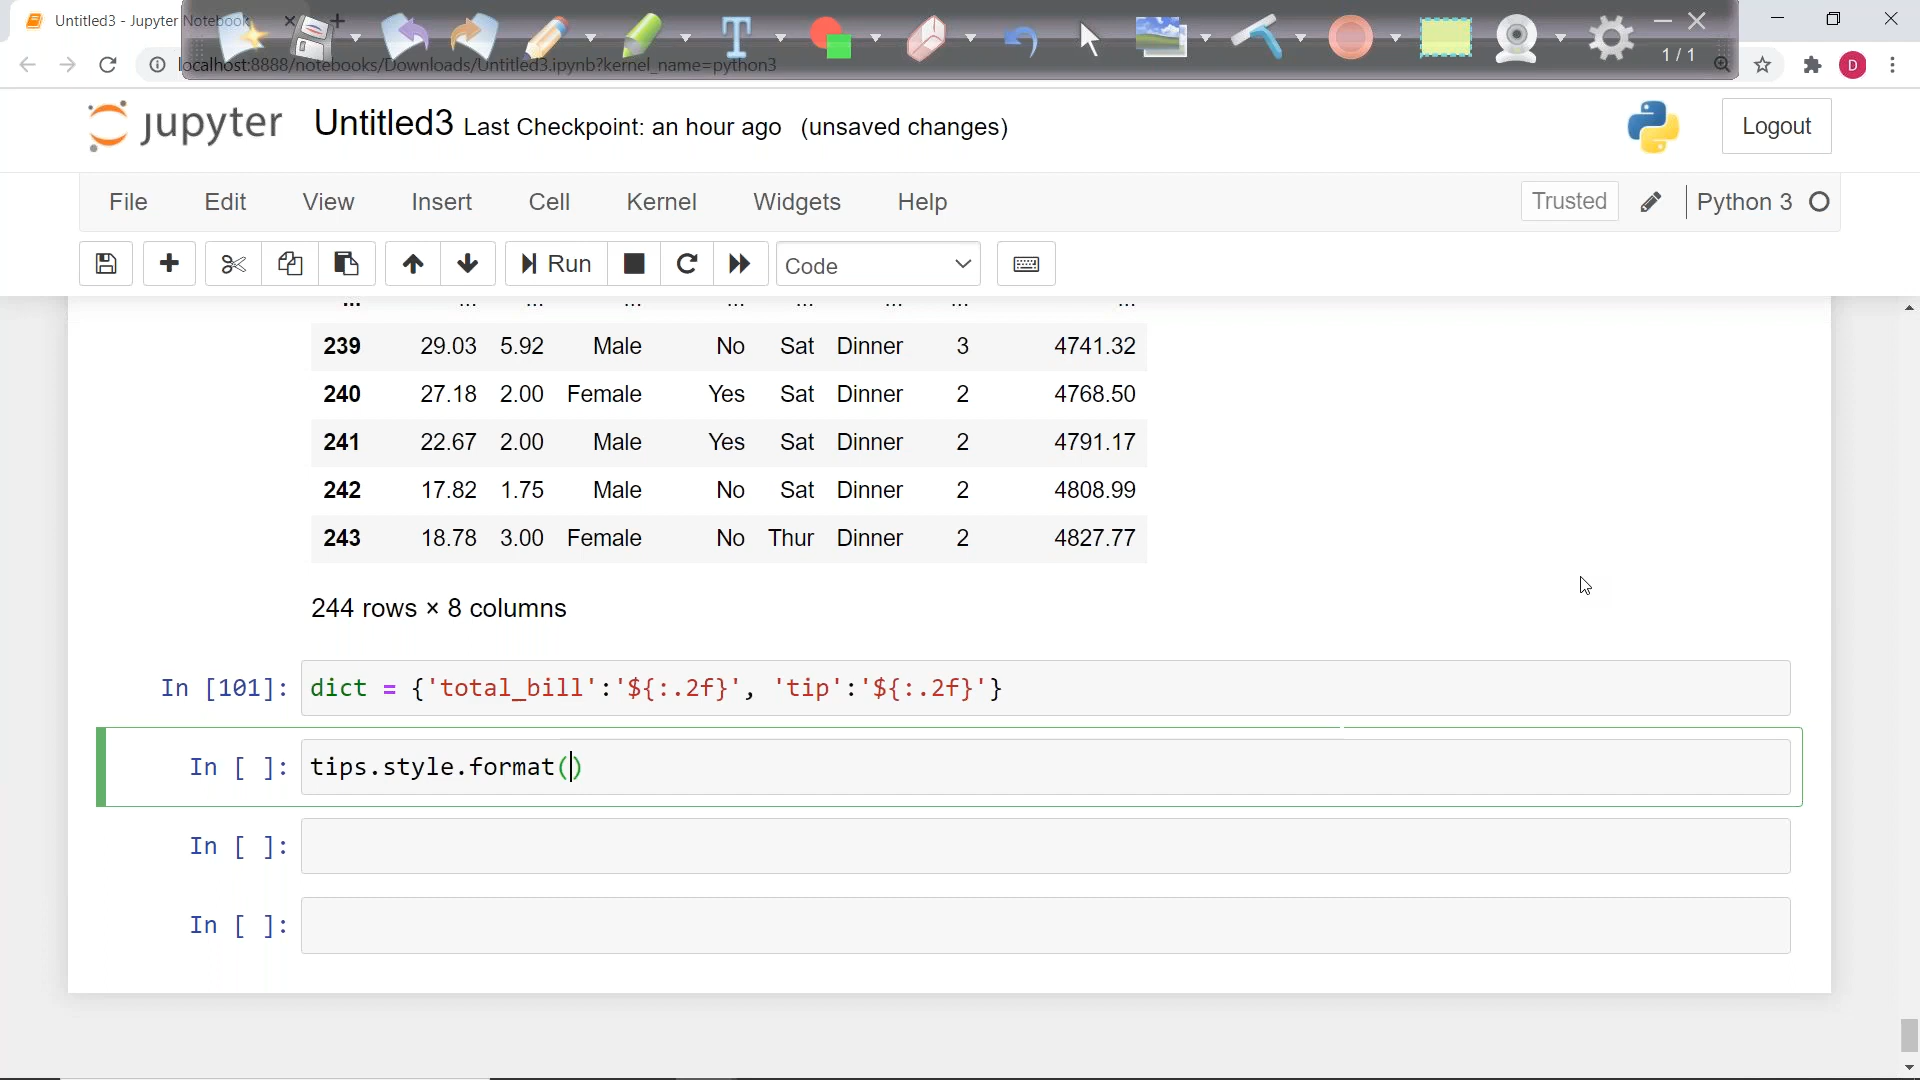 Untitled3 - Jupyter Notebook
localhost:8888/notebooks/Downloads/Untitled3.ipynb?kernel_name=python3
1 / 1
D
jupyter Untitled3 Last Checkpoint: an hour ago (unsaved changes)
Logout
File Edit View Insert Cell Kernel Widgets Help Trusted Python 3
Run Code
... ... ... ... ... ... ... ... ...
239 29.03 5.92 Male No Sat Dinner 3 4741.32
240 27.18 2.00 Female Yes Sat Dinner 2 4768.50
241 22.67 2.00 Male Yes Sat Dinner 2 4791.17
242 17.82 1.75 Male No Sat Dinner 2 4808.99
243 18.78 3.00 Female No Thur Dinner 2 4827.77
244 rows × 8 columns
In [101]: dict = {'total_bill':'${:.2f}', 'tip':'${:.2f}'}
In [ ]: tips.style.format()
In [ ]:
In [ ]: